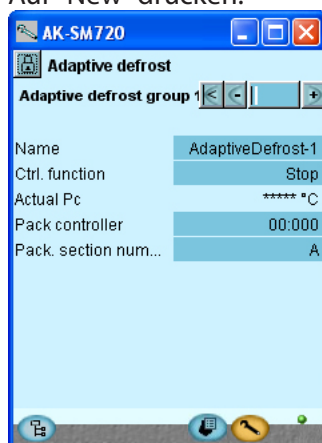 Auf "New" drücken.
AK-SM720
Adaptive defrost
Adaptive defrost group 1
Name AdaptiveDefrost-1
Ctrl. function Stop
Actual Pc ***** °C
Pack controller 00:000
Pack. section num... A